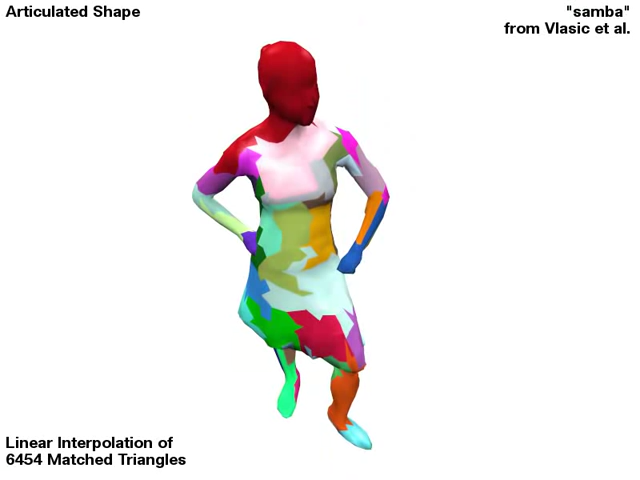 Articulated Shape
"samba"
from Vlasic et al.
Linear Interpolation of
6454 Matched Triangles